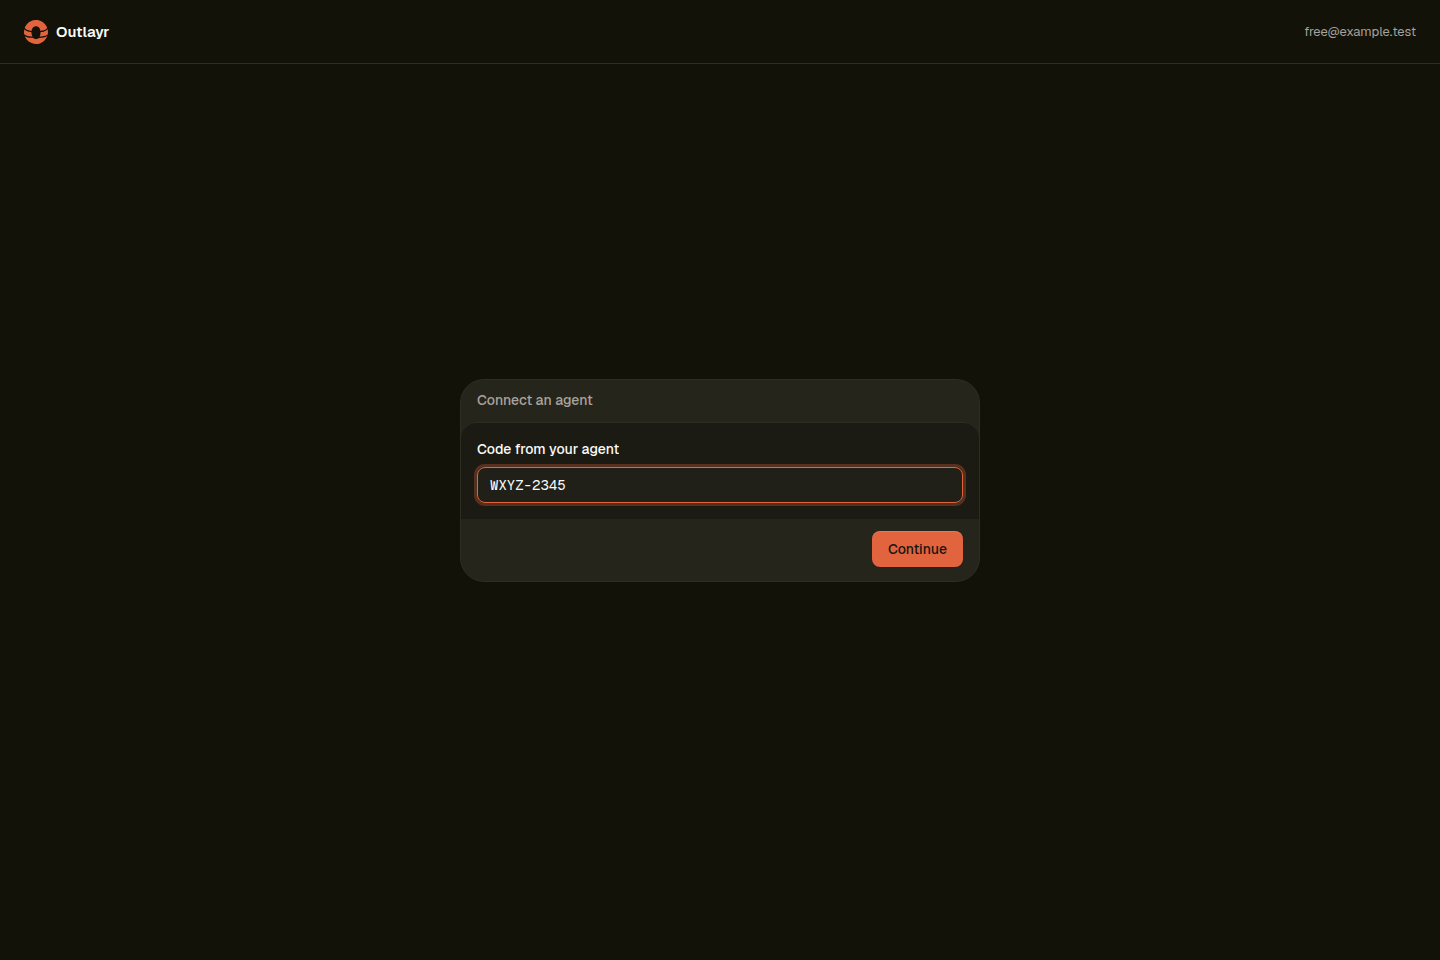 Outlayr
free@example.test
Connect an agent
Code from your agent
WXYZ-2345
Continue